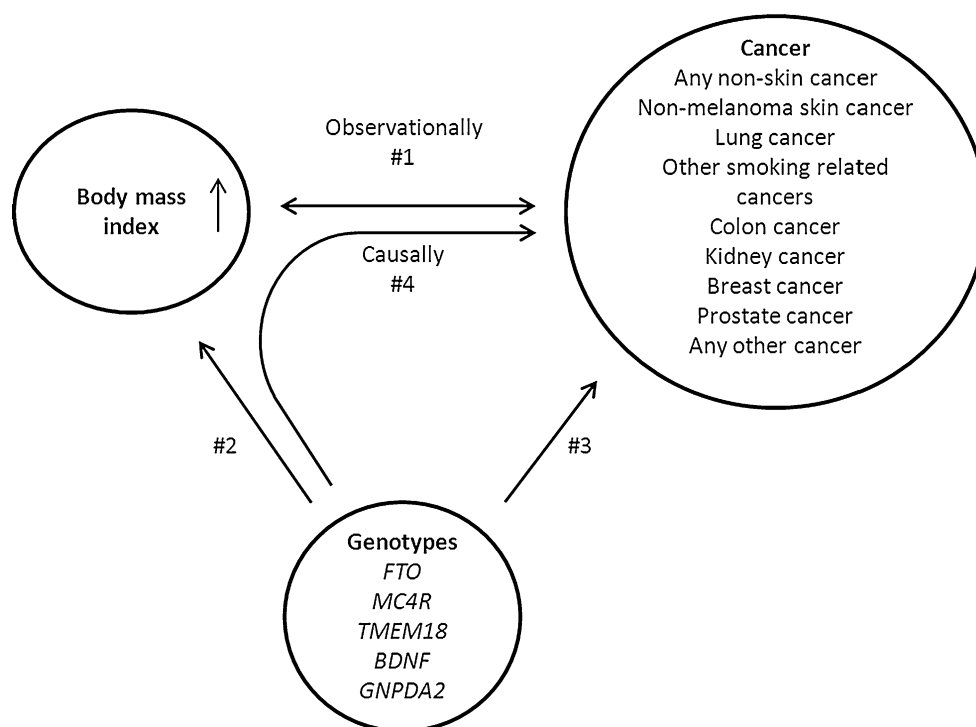 Body mass
index
Observationally
#1
Causally
#4
Cancer
Any non-skin cancer
Non-melanoma skin cancer
Lung cancer
Other smoking related
cancers
Colon cancer
Kidney cancer
Breast cancer
Prostate cancer
Any other cancer
#2
#3
Genotypes
FTO
MC4R
TMEM18
BDNF
GNPDA2